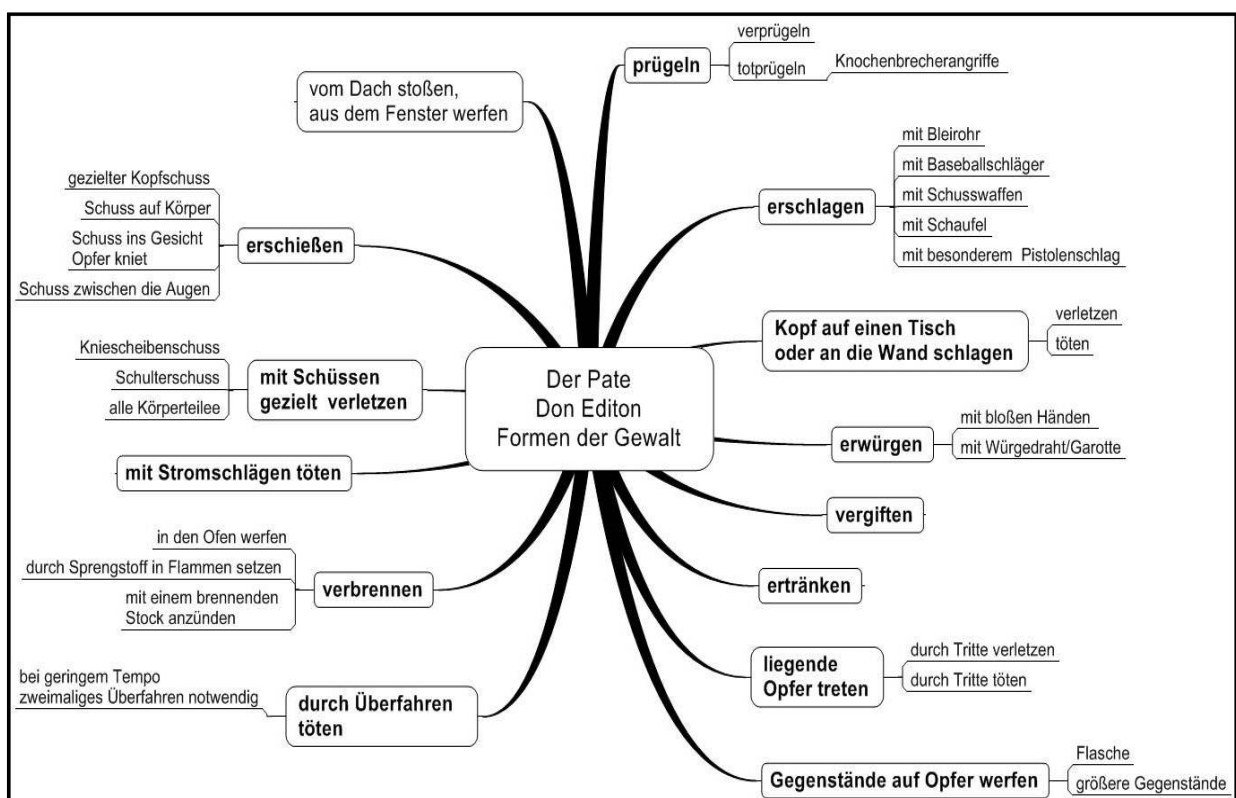 Der Pate
Don Editon
Formen der Gewalt
prügeln
verprügeln
totprügeln
Knochenbrecherangriffe
erschlagen
mit Bleirohr
mit Baseballschläger
mit Schusswaffen
mit Schaufel
mit besonderem Pistolenschlag
Kopf auf einen Tisch
oder an die Wand schlagen
verletzen
töten
erwürgen
mit bloßen Händen
mit Würgedraht/Garotte
vergiften
ertränken
liegende
Opfer treten
durch Tritte verletzen
durch Tritte töten
Gegenstände auf Opfer werfen
Flasche
größere Gegenstände
vom Dach stoßen,
aus dem Fenster werfen
erschießen
gezielter Kopfschuss
Schuss auf Körper
Schuss ins Gesicht
Opfer kniet
Schuss zwischen die Augen
mit Schüssen
gezielt verletzen
Kniescheibenschuss
Schulterschuss
alle Körperteilee
mit Stromschlägen töten
verbrennen
in den Ofen werfen
durch Sprengstoff in Flammen setzen
mit einem brennenden
Stock anzünden
durch Überfahren
töten
bei geringem Tempo
zweimaliges Überfahren notwendig